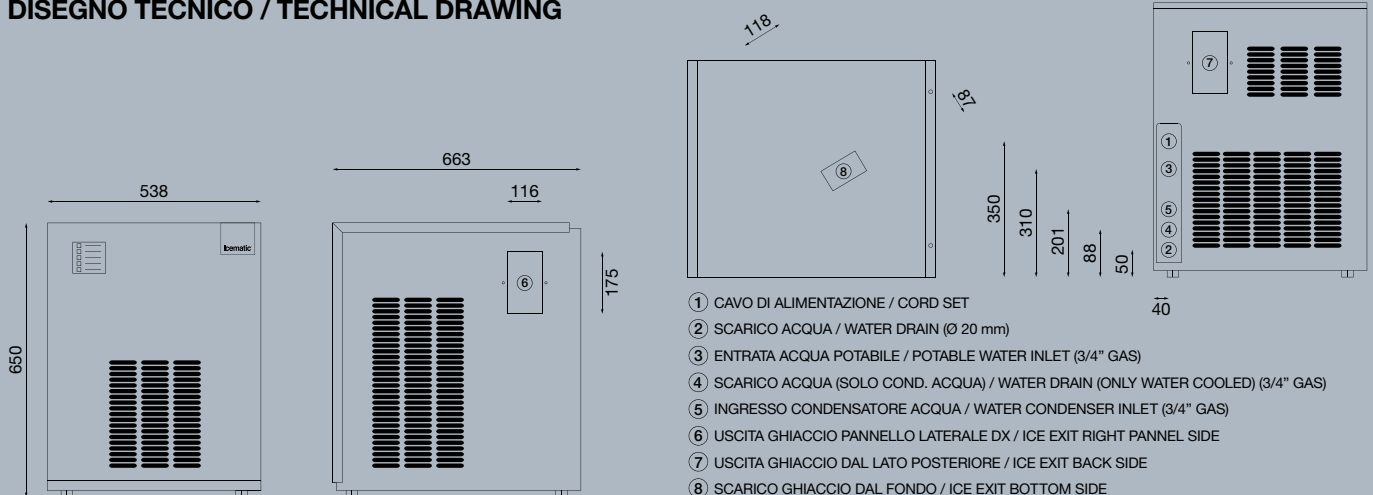 DISEGNO TECNICO / TECHNICAL DRAWING
118
87
⑦
⑧
①
③
⑤
④
②
350
310
201
88
50
40
663
116
538
Icematic
⑥
175
650
① CAVO DI ALIMENTAZIONE / CORD SET
② SCARICO ACQUA / WATER DRAIN (Ø 20 mm)
③ ENTRATA ACQUA POTABILE / POTABLE WATER INLET (3/4” GAS)
④ SCARICO ACQUA (SOLO COND. ACQUA) / WATER DRAIN (ONLY WATER COOLED) (3/4” GAS)
⑤ INGRESSO CONDENSATORE ACQUA / WATER CONDENSER INLET (3/4” GAS)
⑥ USCITA GHIACCIO PANNELLO LATERALE DX / ICE EXIT RIGHT PANNEL SIDE
⑦ USCITA GHIACCIO DAL LATO POSTERIORE / ICE EXIT BACK SIDE
⑧ SCARICO GHIACCIO DAL FONDO / ICE EXIT BOTTOM SIDE